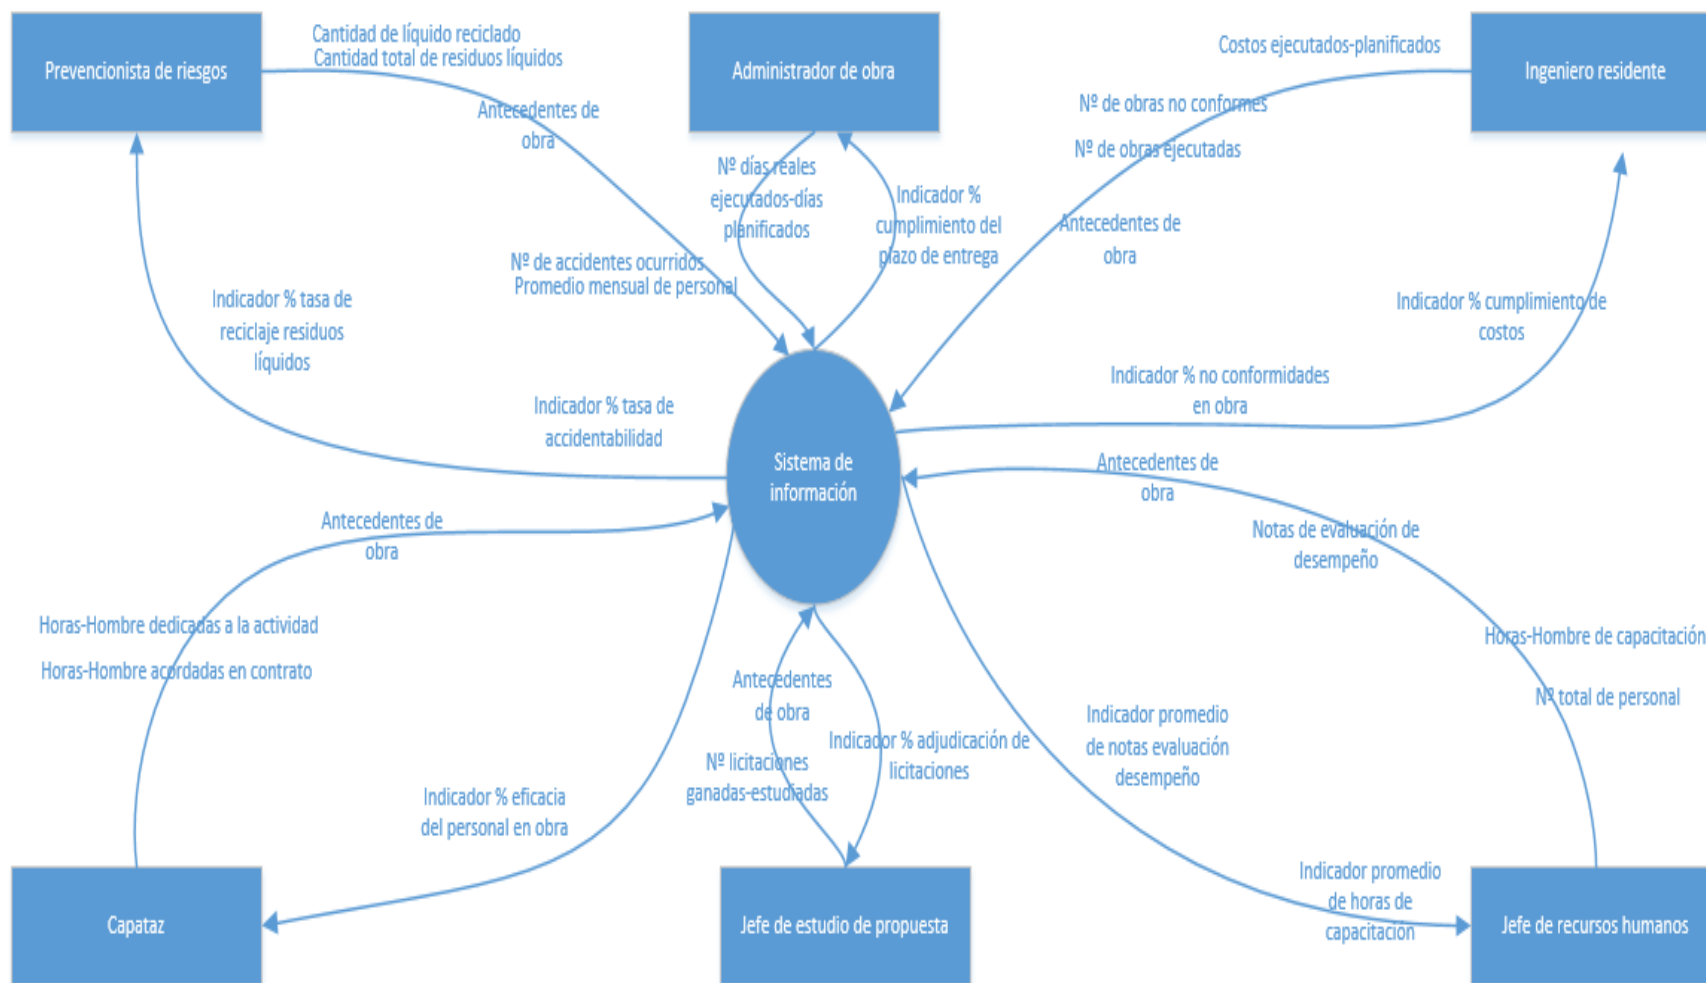 Prevencionista de riesgos
Cantidad de líquido reciclado
Cantidad total de residuos líquidos
Antecedentes de
obra
Nº de accidentes ocurridos
Promedio mensual de personal
Administrador de obra
Nº días reales
ejecutados-días
planificados
Indicador %
cumplimiento del
plazo de entrega
Ingeniero residente
Costos ejecutados-planificados
Nº de obras no conformes
Nº de obras ejecutadas
Antecedentes de
obra
Indicador % cumplimiento de
costos
Indicador % no conformidades
en obra
Indicador % tasa de
reciclaje residuos
líquidos
Indicador % tasa de
accidentabilidad
Sistema de
información
Antecedentes de
obra
Horas-Hombre dedicadas a la actividad
Horas-Hombre acordadas en contrato
Indicador % eficacia
del personal en obra
Capataz
Antecedentes
de obra
Nº licitaciones
ganadas-estudiadas
Indicador % adjudicación de
licitaciones
Jefe de estudio de propuesta
Antecedentes de
obra
Notas de evaluación de
desempeño
Horas-Hombre de capacitación
Nº total de personal
Indicador promedio
de notas evaluación
desempeño
Indicador promedio
de horas de
capacitación
Jefe de recursos humanos